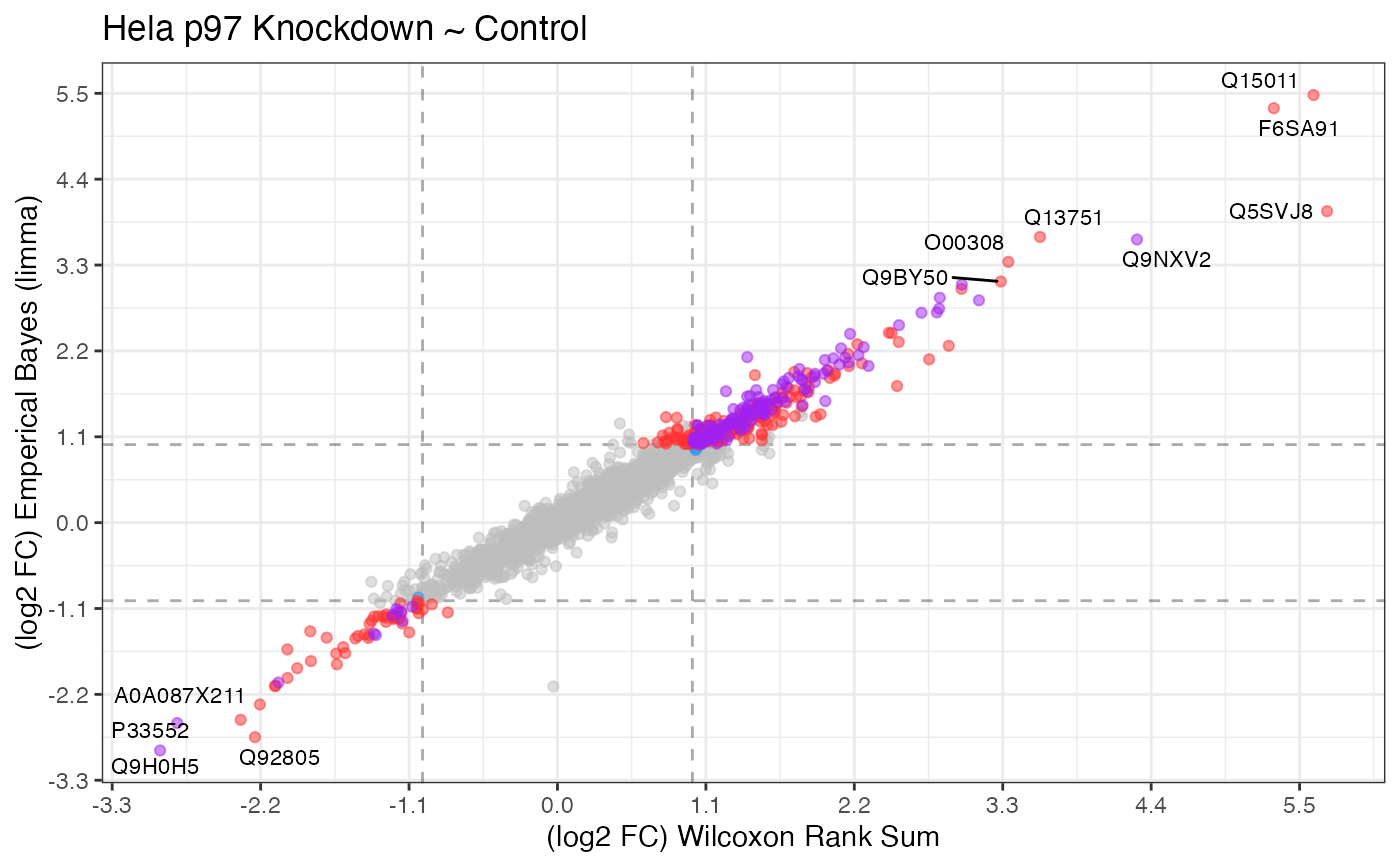 Hela p97 Knockdown ~ Control
(log2 FC) Emperical Bayes (limma)
5.5
4.4
3.3
2.2
1.1
0.0
-1.1
-2.2
-3.3
Q15011
F6SA91
Q5SVJ8
Q13751
O00308
Q9NXV2
Q9BY50
A0A087X211
P33552
Q92805
Q9H0H5
-3.3 -2.2 -1.1 0.0 1.1 2.2 3.3 4.4 5.5
(log2 FC) Wilcoxon Rank Sum